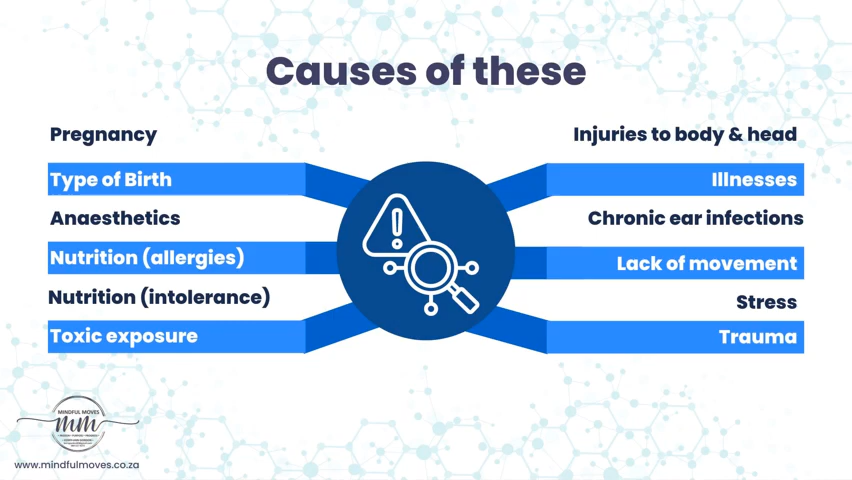 Causes of these
Pregnancy
Type of Birth
Anaesthetics
Nutrition (allergies)
Nutrition (intolerance)
Toxic exposure
Injuries to body & head
Illnesses
Chronic ear infections
Lack of movement
Stress
Trauma
MINDFUL MOVES
mm
www.mindfulmoves.co.za